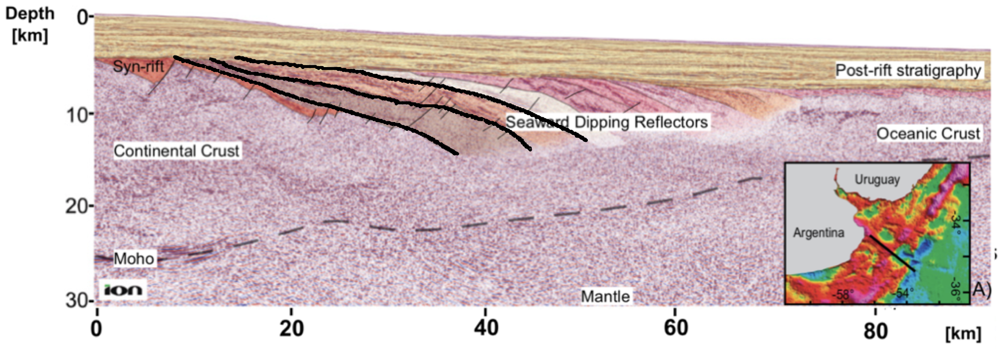 Depth
[km]
0
10
20
30
Syn-rift
Post-rift stratigraphy
Seaward Dipping Reflectors
Oceanic Crust
Continental Crust
Moho
ion
Mantle
Uruguay
Argentina
-34°
-36°
-58°
-54°
A)
0
20
40
60
80
[km]